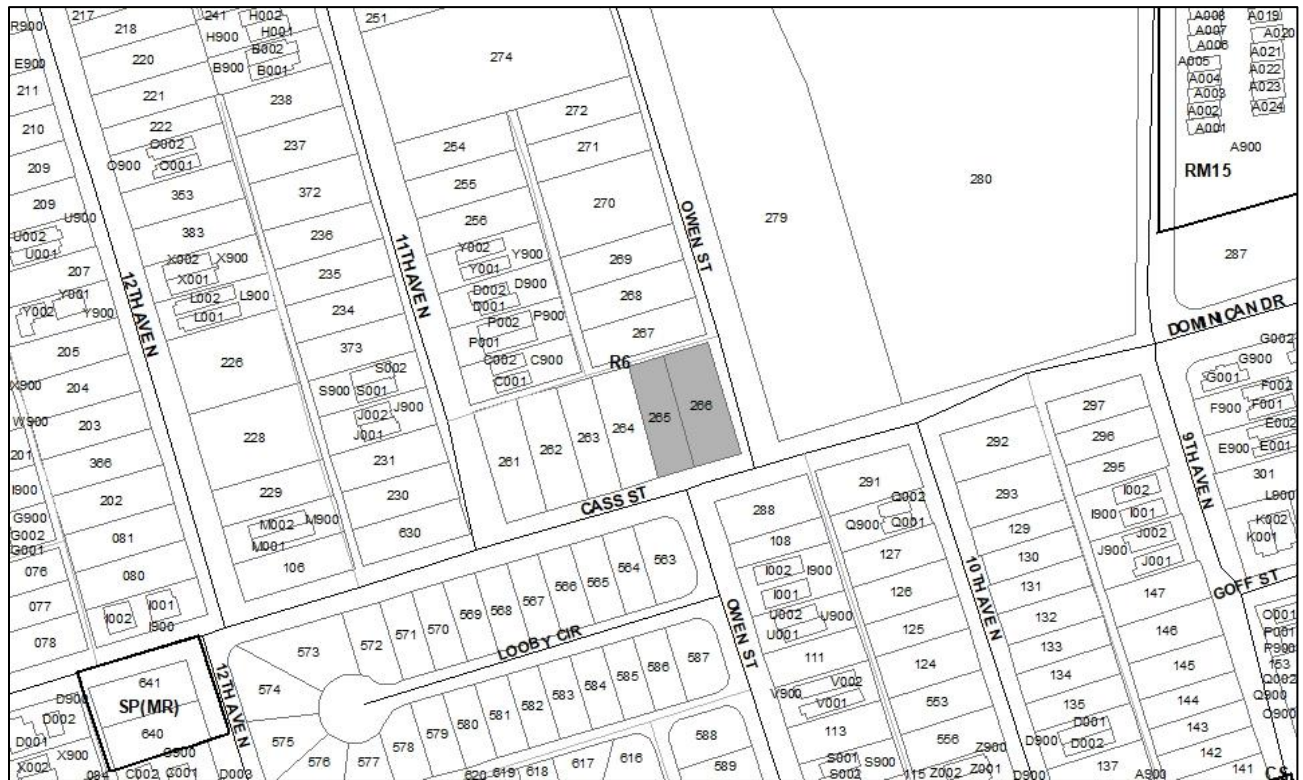 R900
217
218
241
H002
H001
H900
B002
B001
B900
251
274
E900
220
211
221
238
210
222
O002
O001
O900
237
209
353
372
209
U900
U002
U001
383
236
X002
X900
X001
235
207
L002
L900
L001
234
Y001
Y002
Y900
12TH AVE N
205
226
373
X900
204
S002
S900
S001
W900
203
J002
J900
J001
201
366
228
231
I900
202
229
230
G900
G002
G001
081
M002
M900
M001
630
076
080
106
077
I001
I002
I900
078
11TH AVE N
254
272
271
255
256
270
Y002
Y001
Y900
269
D002
D900
D001
268
P002
P900
P001
267
C002
C900
C001
R6
OWEN ST
261
262
263
264
265
266
CASS ST
279
280
A008
A007
A006
A005
A004
A003
A002
A001
A019
A020
A021
A022
A023
A024
A900
RM15
287
DOMINICAN DR
G002
G900
G001
F002
F900
F001
E002
E900
E001
301
L900
K002
K001
9TH AVE N
GOFF ST
292
297
296
293
295
129
I002
I900
I001
130
J002
J900
J001
131
132
147
133
146
134
145
135
144
D001
D900
D002
143
137
142
A900
141
C S
10TH AVE N
288
291
108
Q002
Q900
Q001
I002
I900
I001
127
U002
U900
U001
126
111
125
V002
V900
V001
124
113
553
S001
S900
S002
556
115
Z900
Z002
Z001
D900
OWEN ST
573
572
571
570
569
568
567
566
565
564
563
LOOBY CIR
574
575
576
577
578
579
580
581
582
583
584
585
586
587
588
589
620
619
618
617
616
12TH AVE N
641
SP(MR)
640
D900
D002
D001
X900
X002
084
C900
C002
C001
D003
O001
P001
P900
153
Q002
Q900
O900